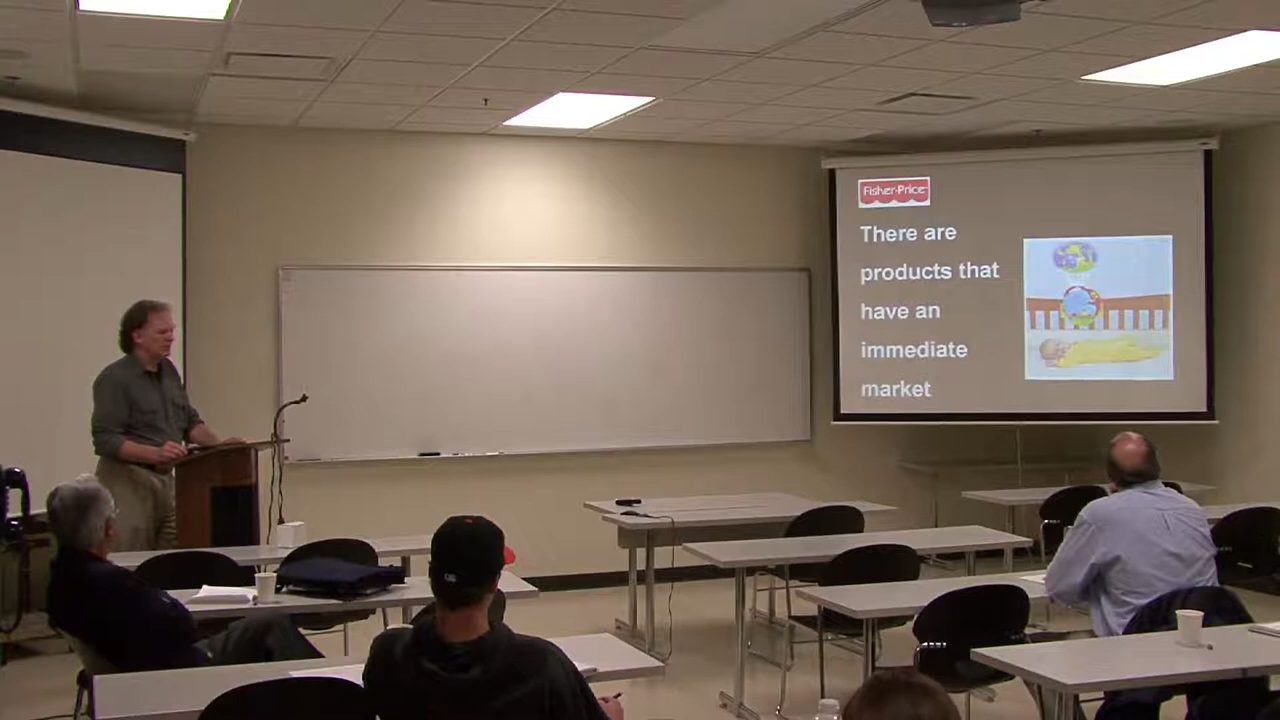 Fisher-Price
There are
products that
have an
immediate
market